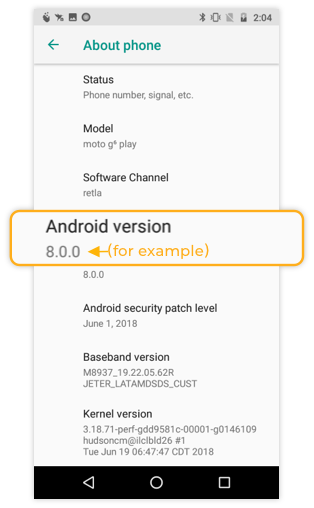 2:04
About phone
Status
Phone number, signal, etc.
Model
moto g⁶ play
Software Channel
retla
Android version
8.0.0 (for example)
8.0.0
Android security patch level
June 1, 2018
Baseband version
M8937_19.22.05.62R
JETER_LATAMDSDS_CUST
Kernel version
3.18.71-perf-gdd9581c-00001-g0146109
hudsoncm@ilclbld26 #1
Tue Jun 19 06:47:47 CDT 2018